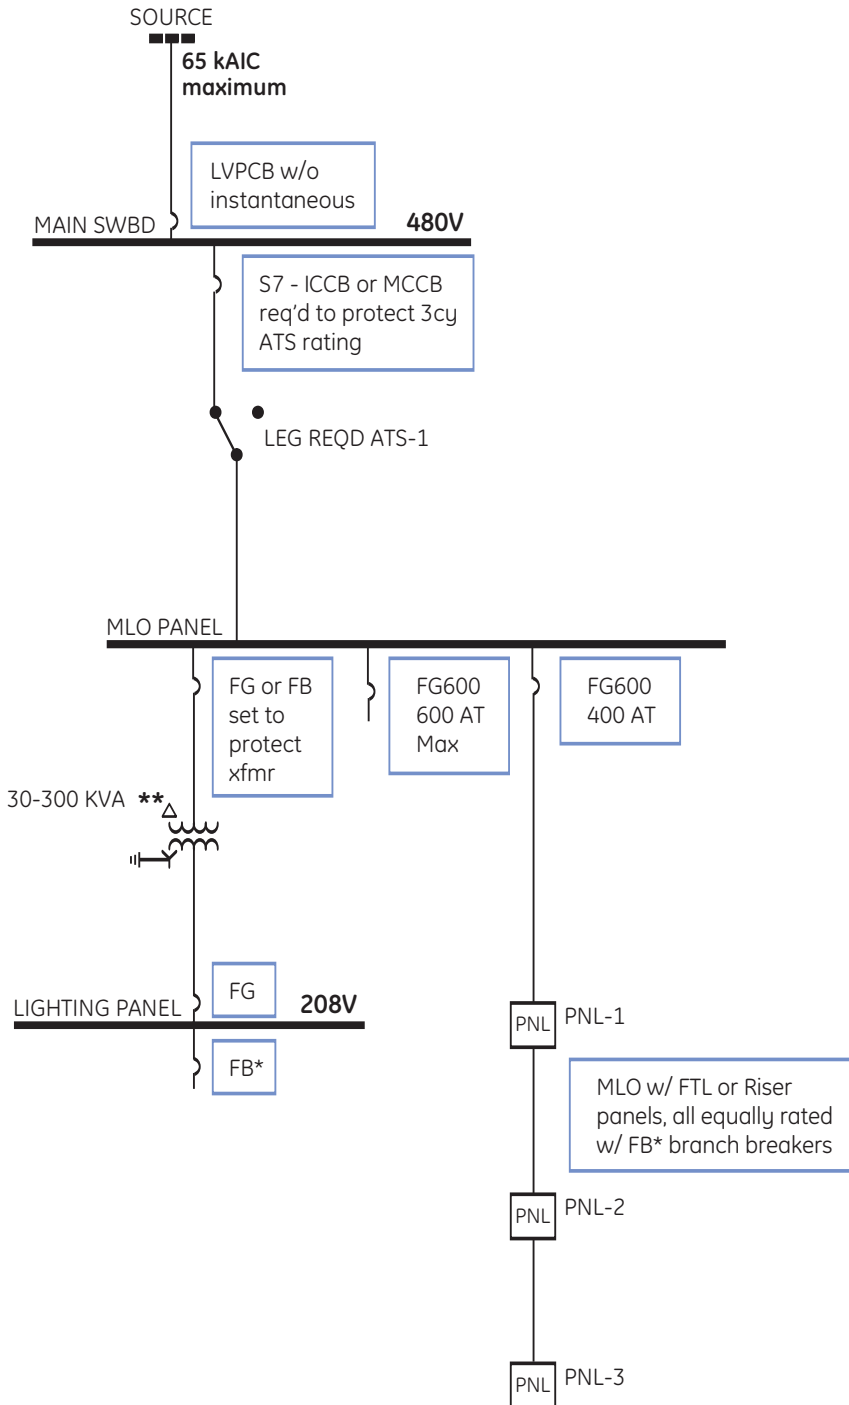 SOURCE
65 kAIC
maximum
LVPCB w/o
instantaneous
MAIN SWBD
480V
S7 - ICCB or MCCB
req'd to protect 3cy
ATS rating
LEG REQD ATS-1
MLO PANEL
FG or FB
set to
protect
xfmr
FG600
600 AT
Max
FG600
400 AT
30-300 KVA **
FG
LIGHTING PANEL
208V
FB*
PNL
PNL-1
MLO w/ FTL or Riser
panels, all equally rated
w/ FB* branch breakers
PNL
PNL-2
PNL
PNL-3